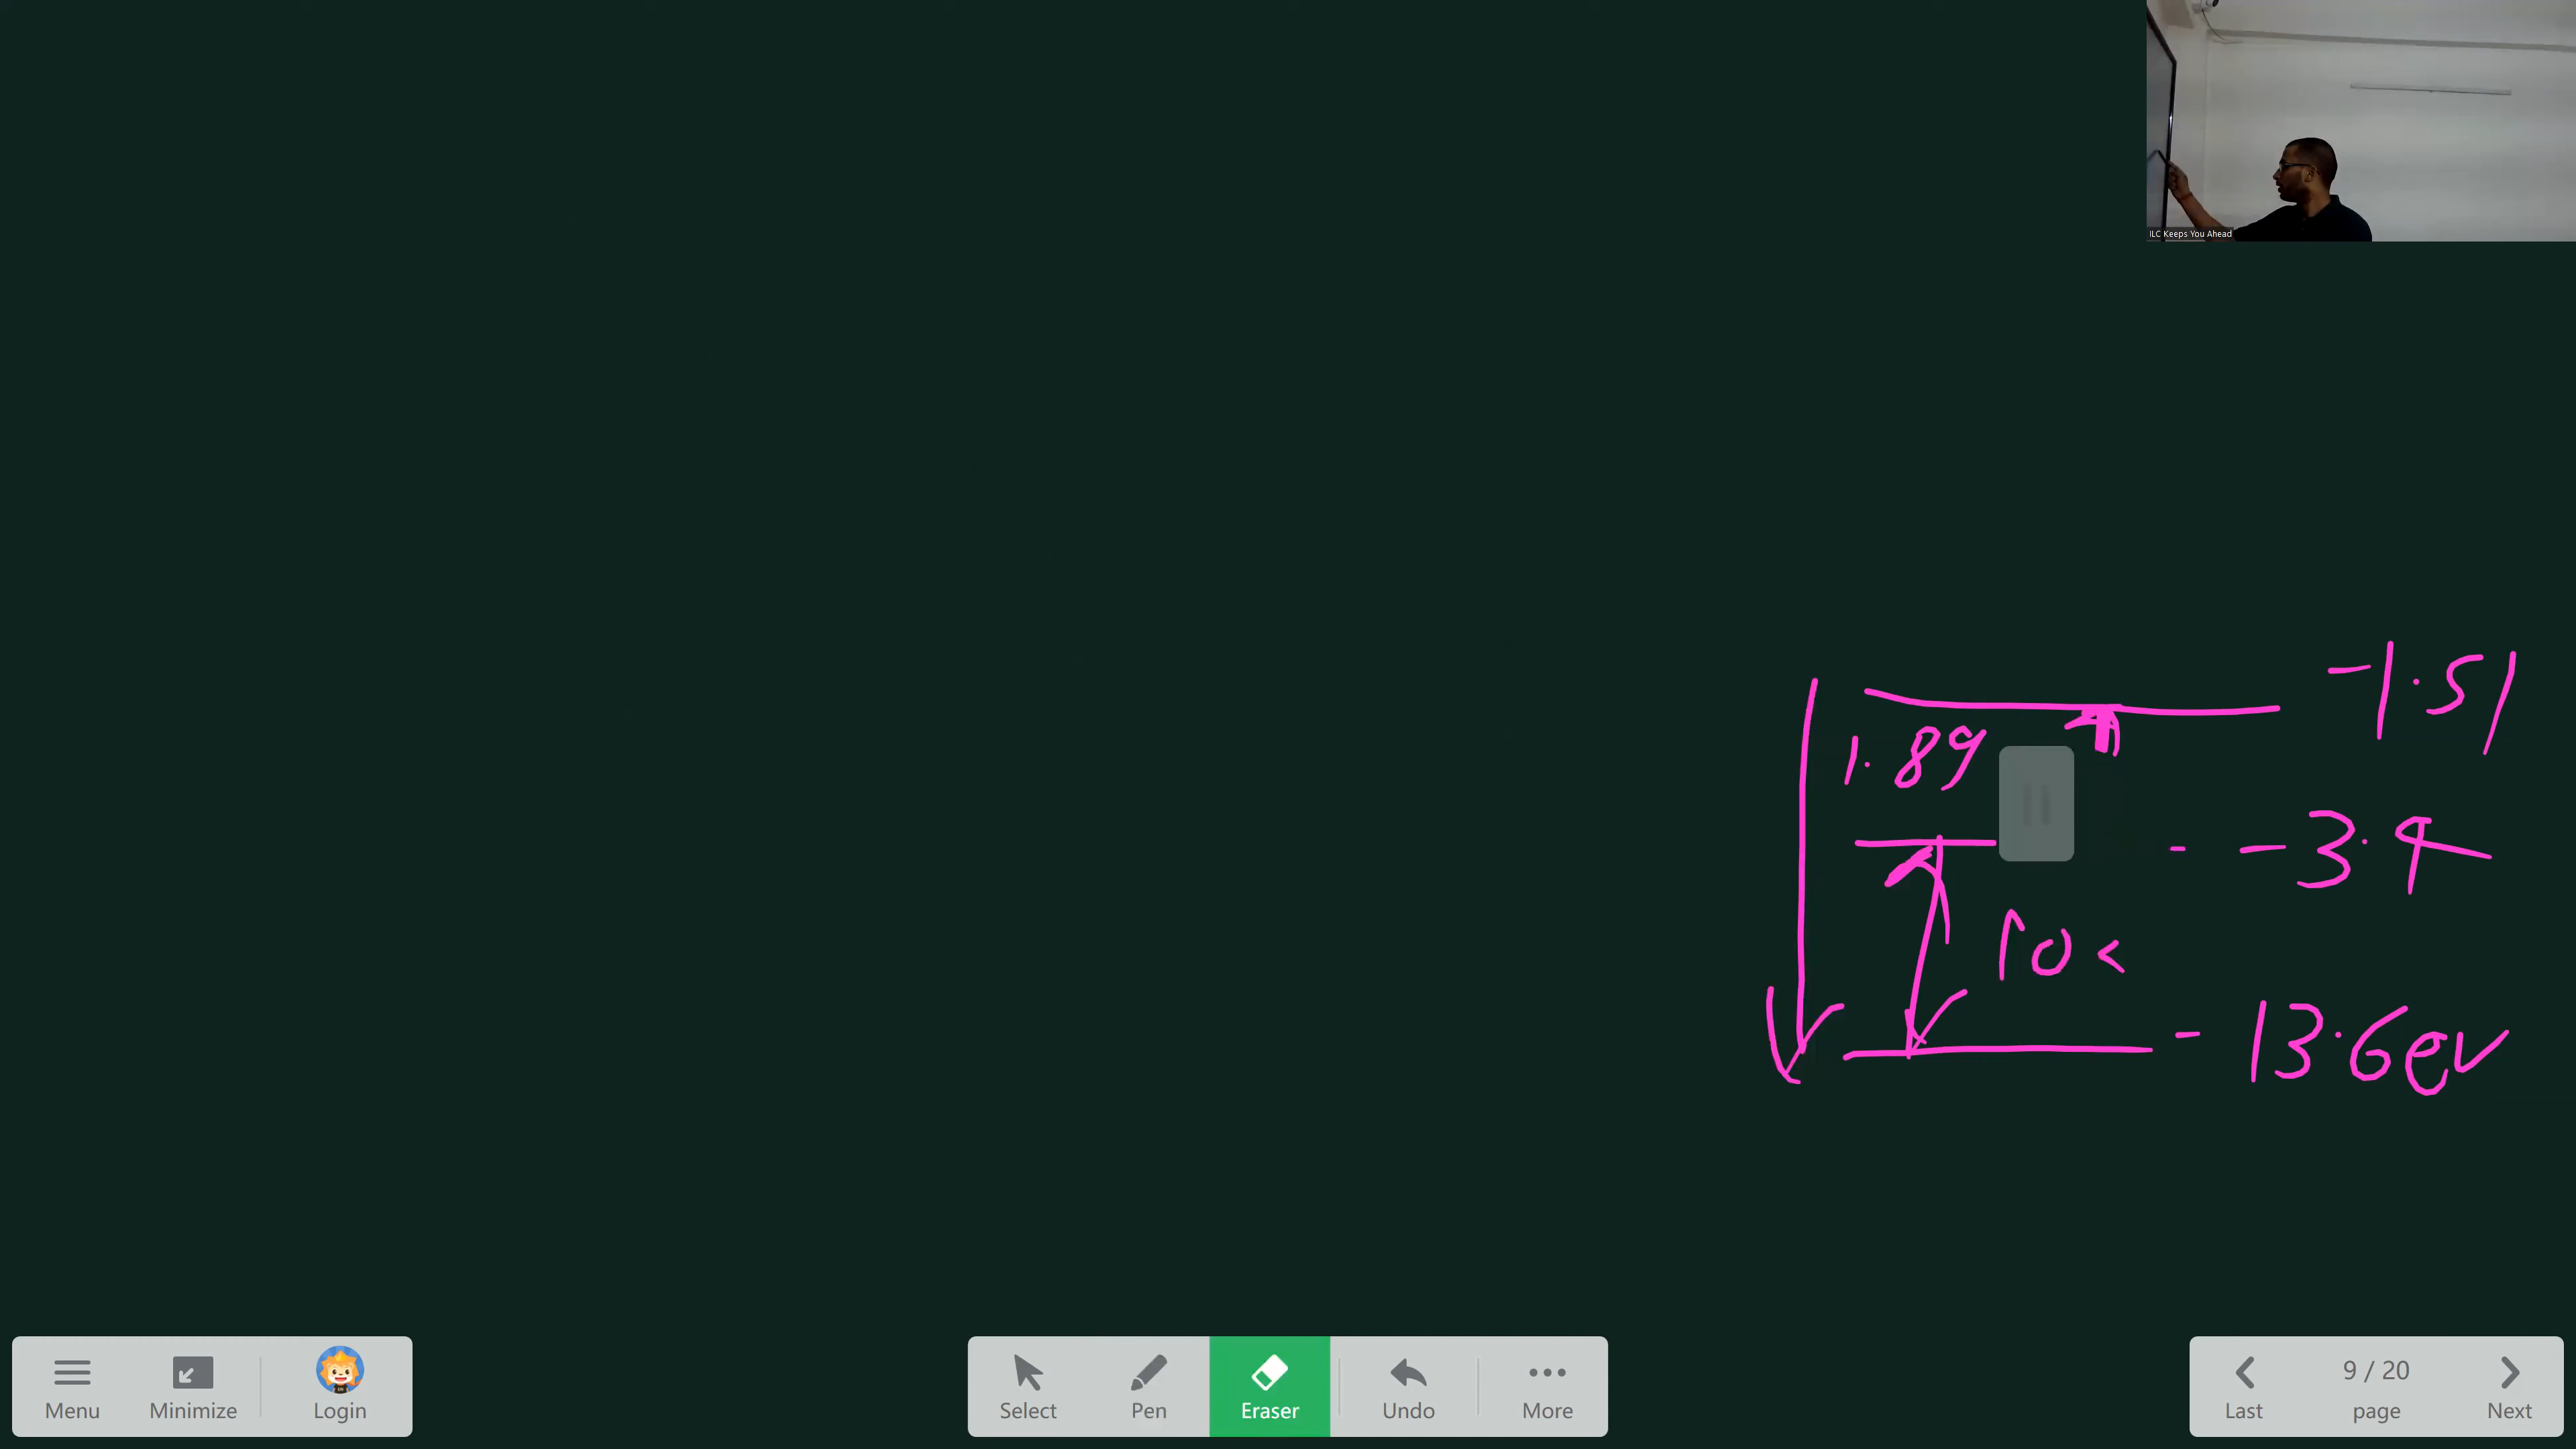 ILC Keeps You Ahead
-1.51
1.89
- -3.4
10
- 13.6eV
Menu
Minimize
Login
Select
Pen
Eraser
Undo
More
Last
9 / 20
page
Next